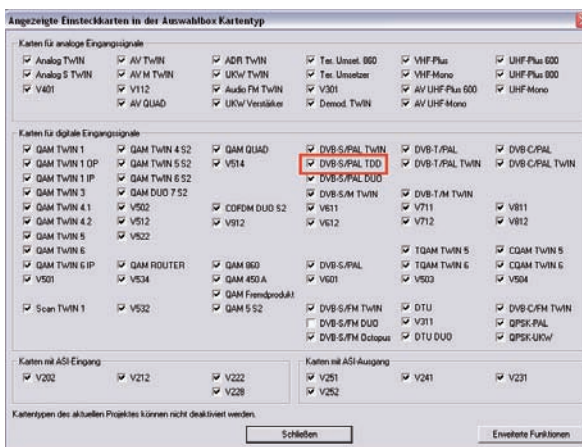 Angezeigte Einsteckkarten in der Auswahlbox Kartentyp
Karten für analoge Eingangssignale
Analog TWIN AV TWIN ADR TWIN Ter. Umset. 860 VHF-Plus UHF-Plus 600
Analog S TWIN AV M TWIN UKW TWIN Ter. Umsetzer VHF-Mono UHF-Plus 800
V401 V112 Audio FM TWIN V301 AV UHF-Plus 600 UHF-Mono
AV QUAD UKW Verstärker Demod. TWIN AV UHF-Mono
Karten für digitale Eingangssignale
QAM TWIN 1 QAM TWIN 4 S2 QAM QUAD DVB-S/PAL TWIN DVB-T/PAL DVB-C/PAL
QAM TWIN 1 OP QAM TWIN 5 S2 V514 DVB-S/PAL TDD DVB-T/PAL TWIN DVB-C/PAL TWIN
QAM TWIN 1 IP QAM TWIN 6 S2 DVB-S/PAL DUO
QAM TWIN 3 QAM DUO 7 S2 DVB-S/M TWIN DVB-T/M TWIN
QAM TWIN 4.1 V502 COFDM DUO S2 V611 V711 V811
QAM TWIN 4.2 V512 V912 V612 V712 V812
QAM TWIN 5 V522
QAM TWIN 6 TQAM TWIN 5 CQAM TWIN 5
QAM TWIN 6 IP QAM ROUTER QAM 860 DVB-S/PAL TQAM TWIN 6 CQAM TWIN 6
V501 V534 QAM 450 A V601 V503 V504
QAM Fremdprodukt
Scan TWIN 1 V532 QAM 5 S2 DVB-S/FM TWIN DTU DVB-C/FM TWIN
DVB-S/FM DUO V311 QPSK-PAL
DVB-S/FM Octopus DTU DUO QPSK-UKW
Karten mit ASI-Eingang Karten mit ASI-Ausgang
V202 V212 V222 V251 V241 V231
V228 V252
Kartentypen des aktuellen Projektes können nicht deaktiviert werden.
Schließen Erweiterte Funktionen